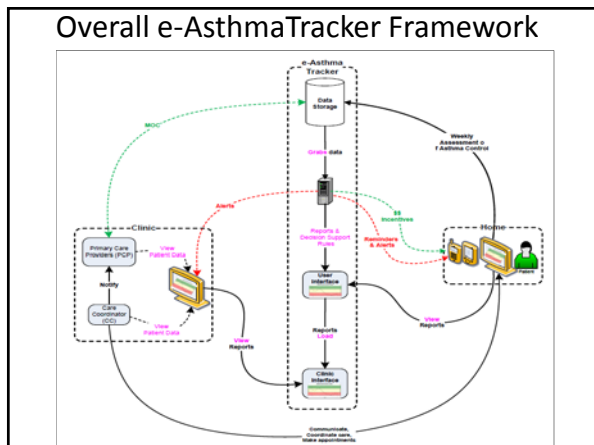 Overall e-AsthmaTracker Framework
e-Asthma
Tracker
Data
Storage
MOC
Weekly
Assessment o
f Asthma Control
Grabs data
Alerts
$$
Incentives
Clinic
Home
Primary Care
Providers (PCP)
View
Patient Data
Reports &
Decision Support
Rules
Reminders
& Alerts
Patient
Notify
User
Interface
Care
Coordinator
(CC)
View
Patient Data
View
Reports
Reports
Load
View
Reports
Clinic
Interface
Communicate,
Coordinate care,
Make appointments